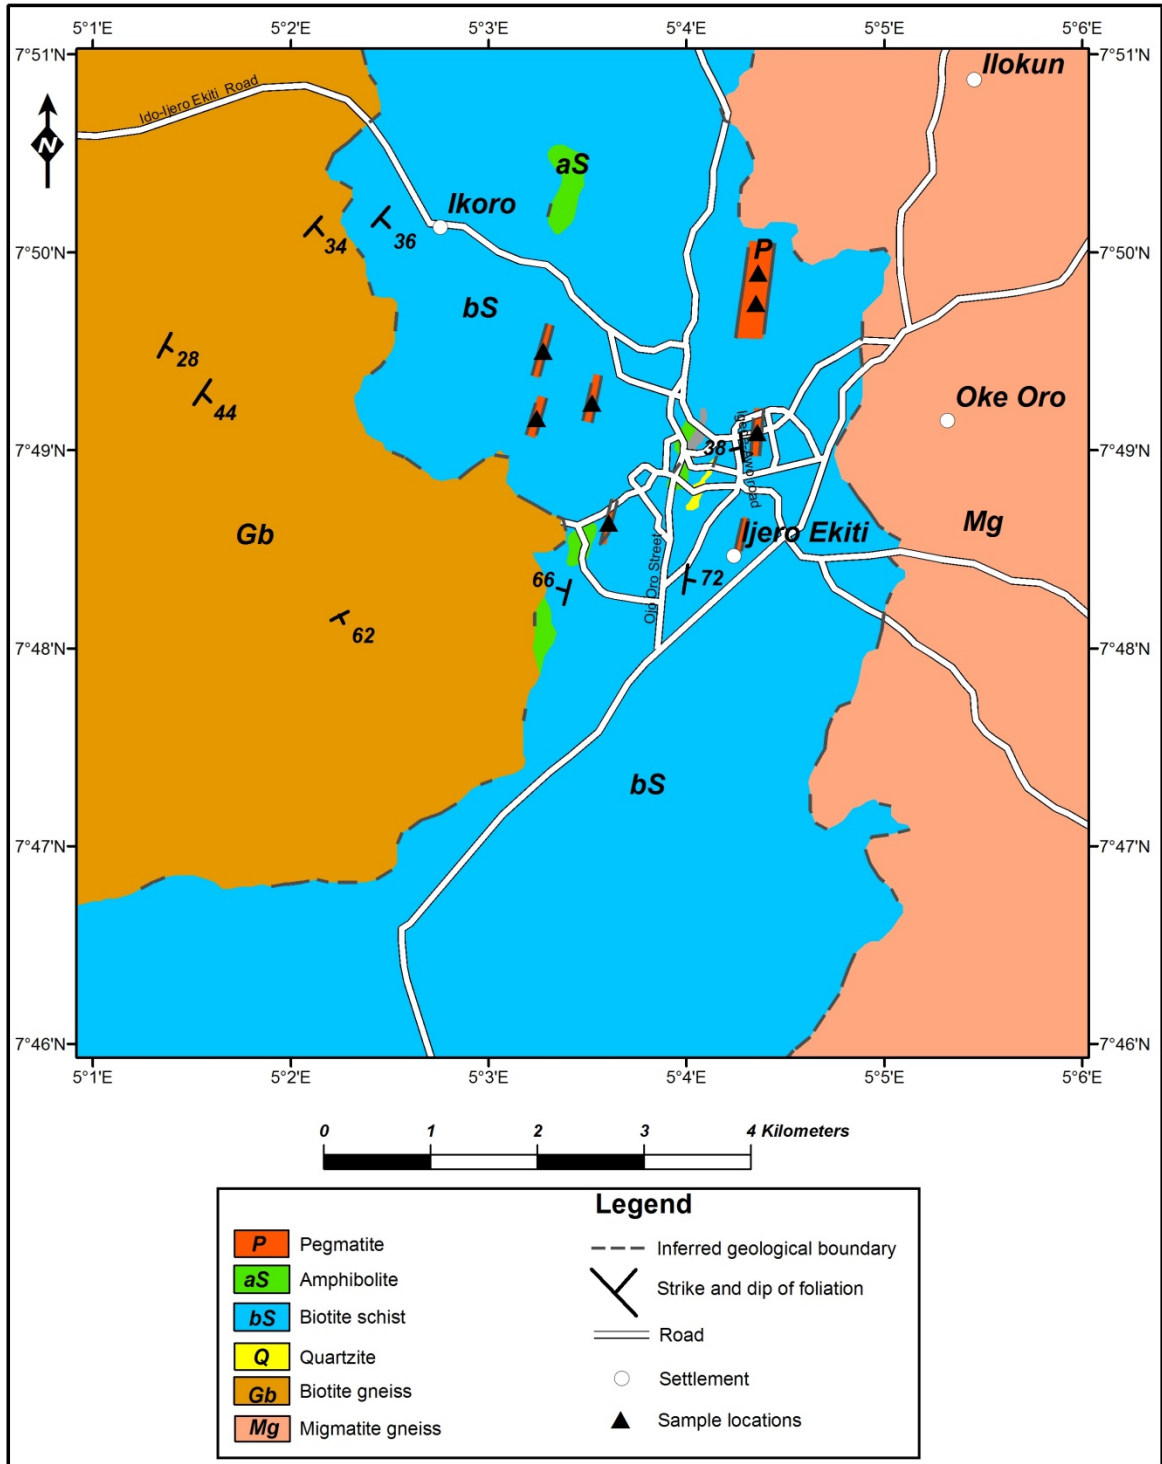 5°1'E 5°2'E 5°3'E 5°4'E 5°5'E 5°6'E
7°51'N 7°51'N
Ilokun
Ido-Ijero Ekiti Road
N
aS
Ikoro
34 36
P
7°50'N 7°50'N
bS
28
44
Oke Oro
7°49'N 7°49'N
38
Igede-Awo road
Gb
Mg
Ijero Ekiti
Ojo Oro Street
66 72
62
7°48'N 7°48'N
bS
7°47'N 7°47'N
7°46'N 7°46'N
5°1'E 5°2'E 5°3'E 5°4'E 5°5'E 5°6'E
0 1 2 3 4 Kilometers
Legend
P Pegmatite
aS Amphibolite
bS Biotite schist
Q Quartzite
Gb Biotite gneiss
Mg Migmatite gneiss
Inferred geological boundary
Strike and dip of foliation
Road
Settlement
Sample locations